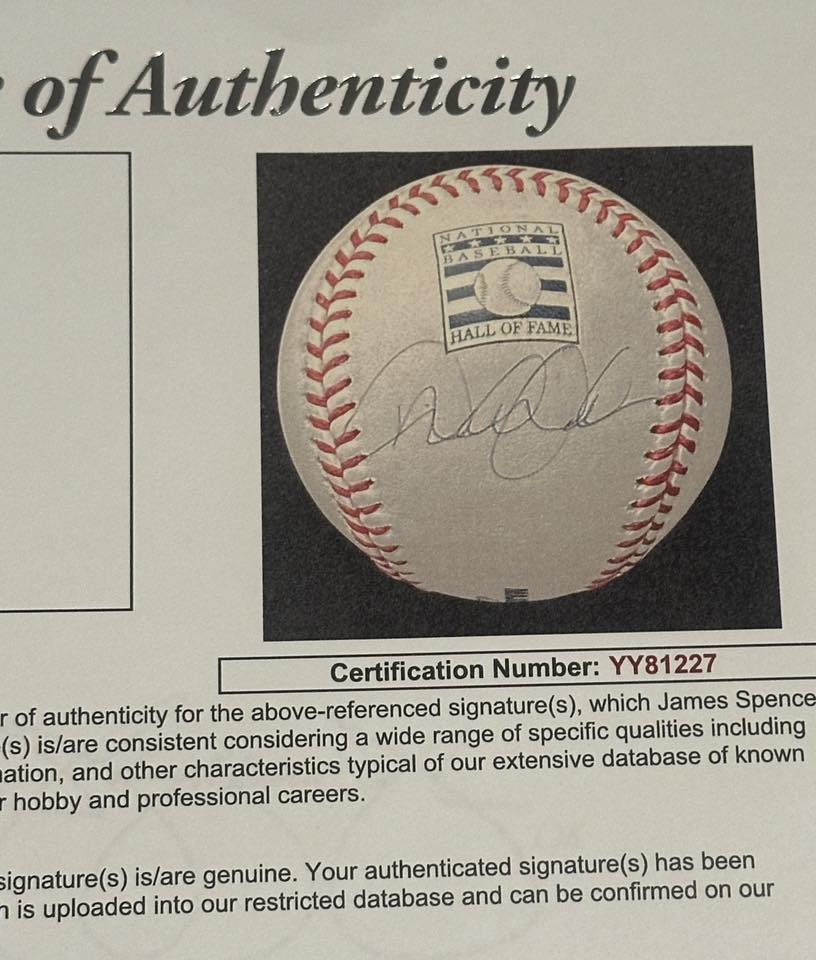 of Authenticity
NATIONAL
BASEBALL
HALL OF FAME
Certification Number: YY81227
r of authenticity for the above-referenced signature(s), which James Spence
(s) is/are consistent considering a wide range of specific qualities including
nation, and other characteristics typical of our extensive database of known
r hobby and professional careers.
signature(s) is/are genuine. Your authenticated signature(s) has been
n is uploaded into our restricted database and can be confirmed on our